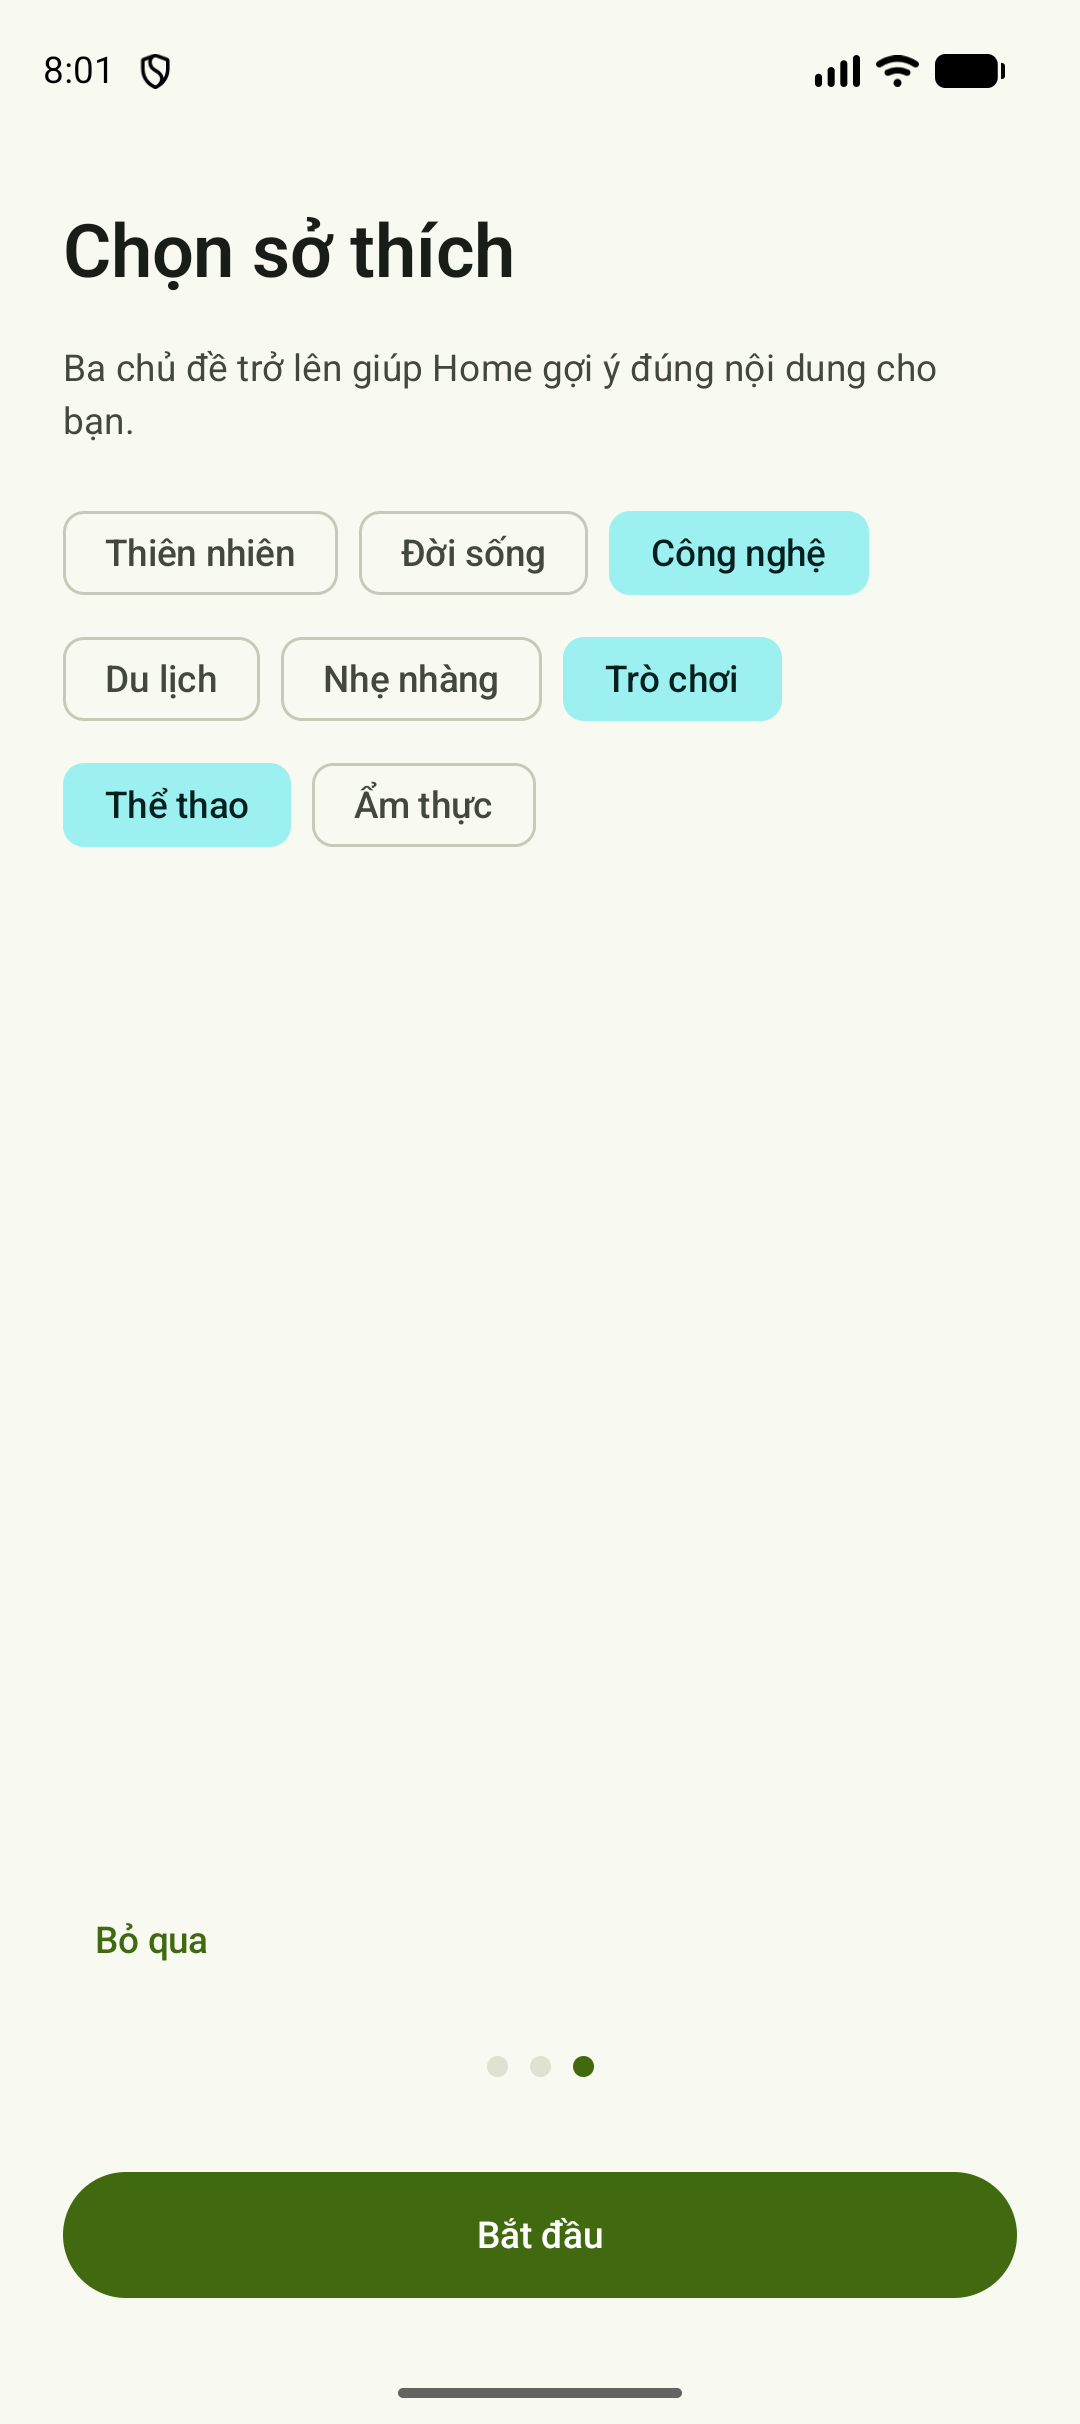 8:01
Chọn sở thích
Ba chủ đề trở lên giúp Home gợi ý đúng nội dung cho
bạn.
Thiên nhiên
Đời sống
Công nghệ
Du lịch
Nhẹ nhàng
Trò chơi
Thể thao
Ẩm thực
Bỏ qua
Bắt đầu